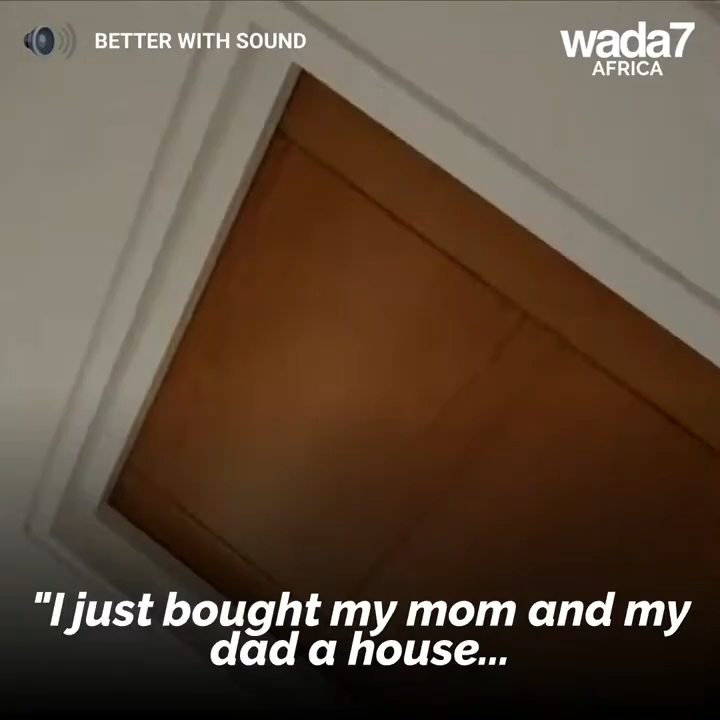 BETTER WITH SOUND
wada7
AFRICA
"I just bought my mom and my
dad a house...